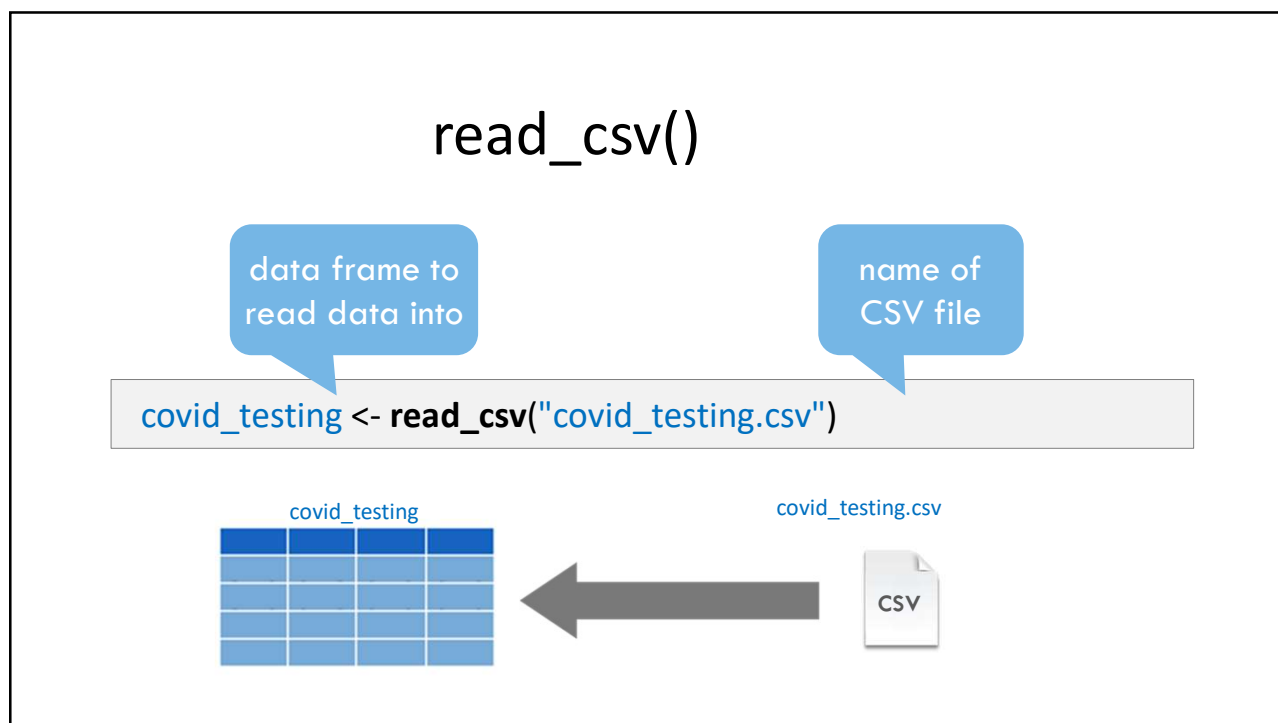 read_csv()
data frame to
read data into
name of
CSV file
covid_testing <- read_csv("covid_testing.csv")
covid_testing
covid_testing.csv
CSV